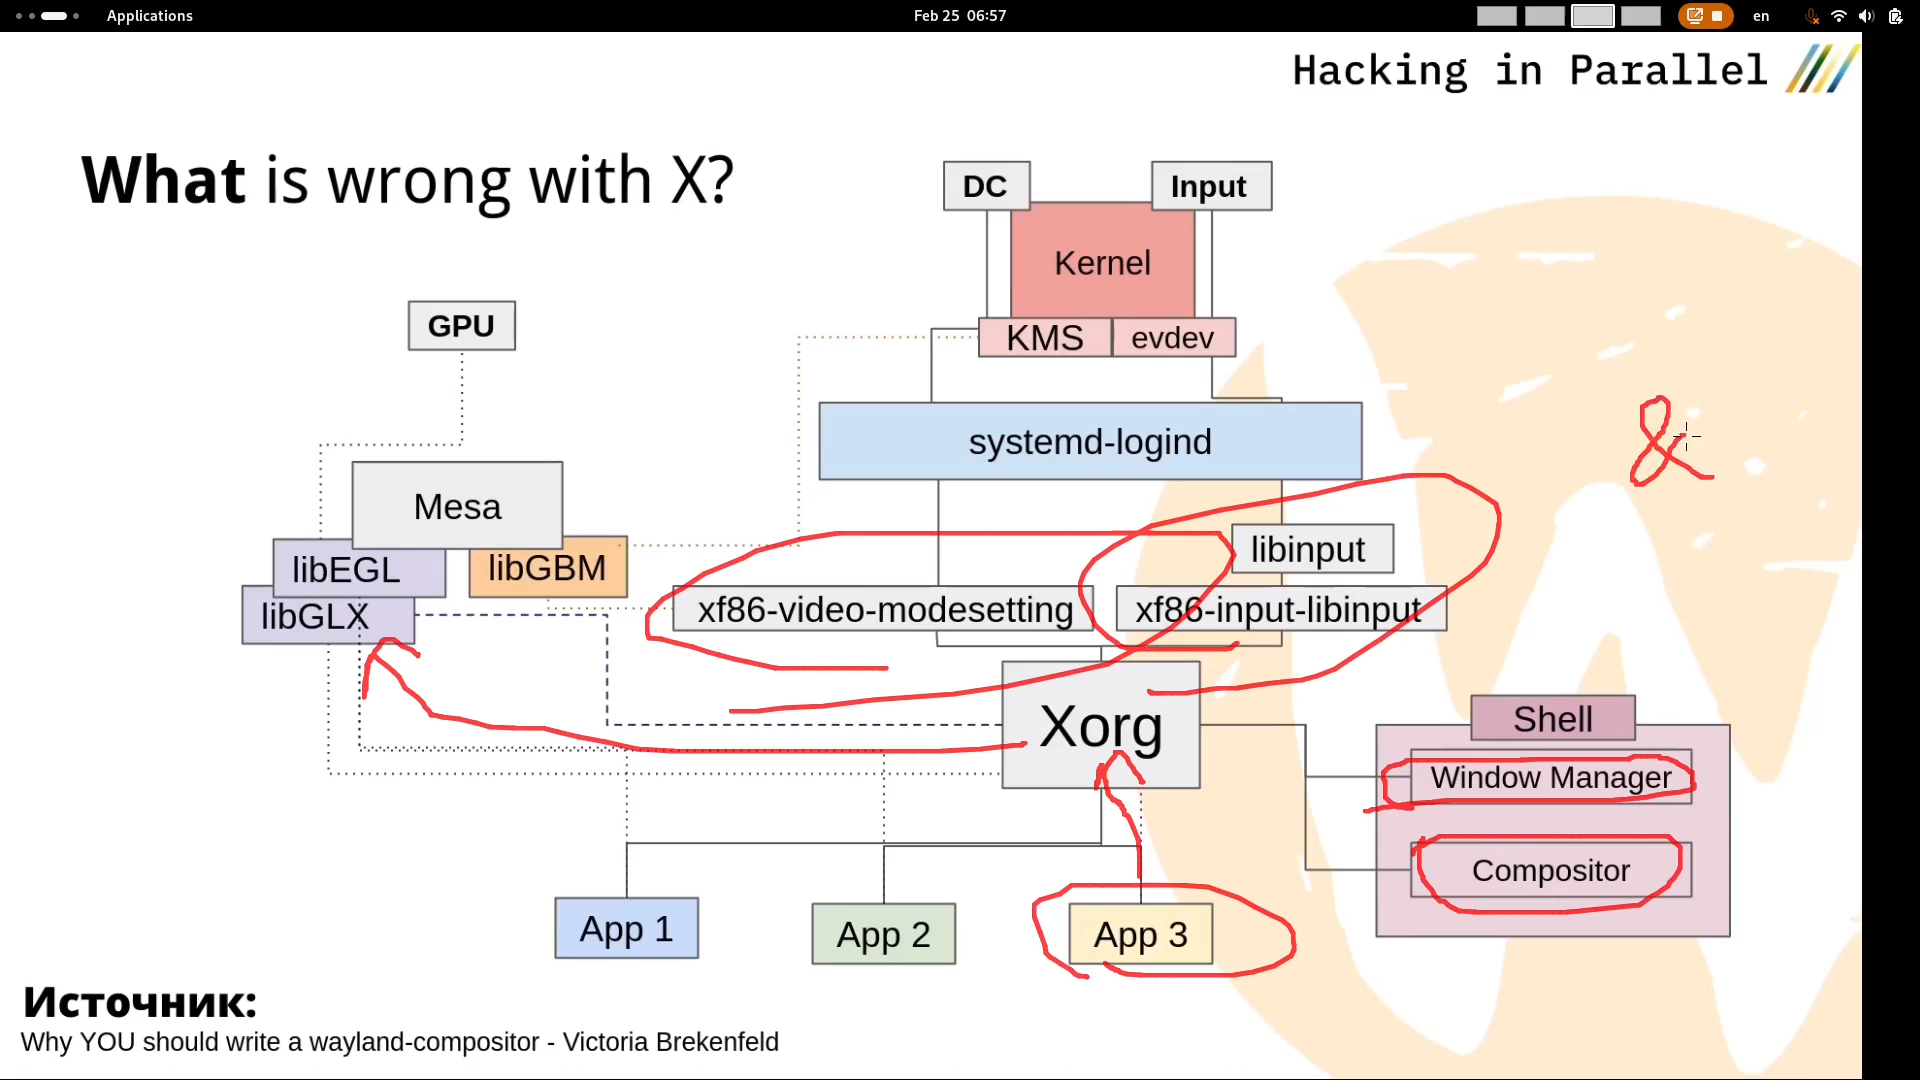 Applications
Feb 25 06:57
en
Hacking in Parallel
What is wrong with X?
DC
Input
Kernel
KMS
evdev
GPU
systemd-logind
Mesa
libEGL
libGBM
libGLX
libinput
xf86-video-modesetting
xf86-input-libinput
Xorg
Shell
Window Manager
Compositor
App 1
App 2
App 3
&
Источник:
Why YOU should write a wayland-compositor - Victoria Brekenfeld